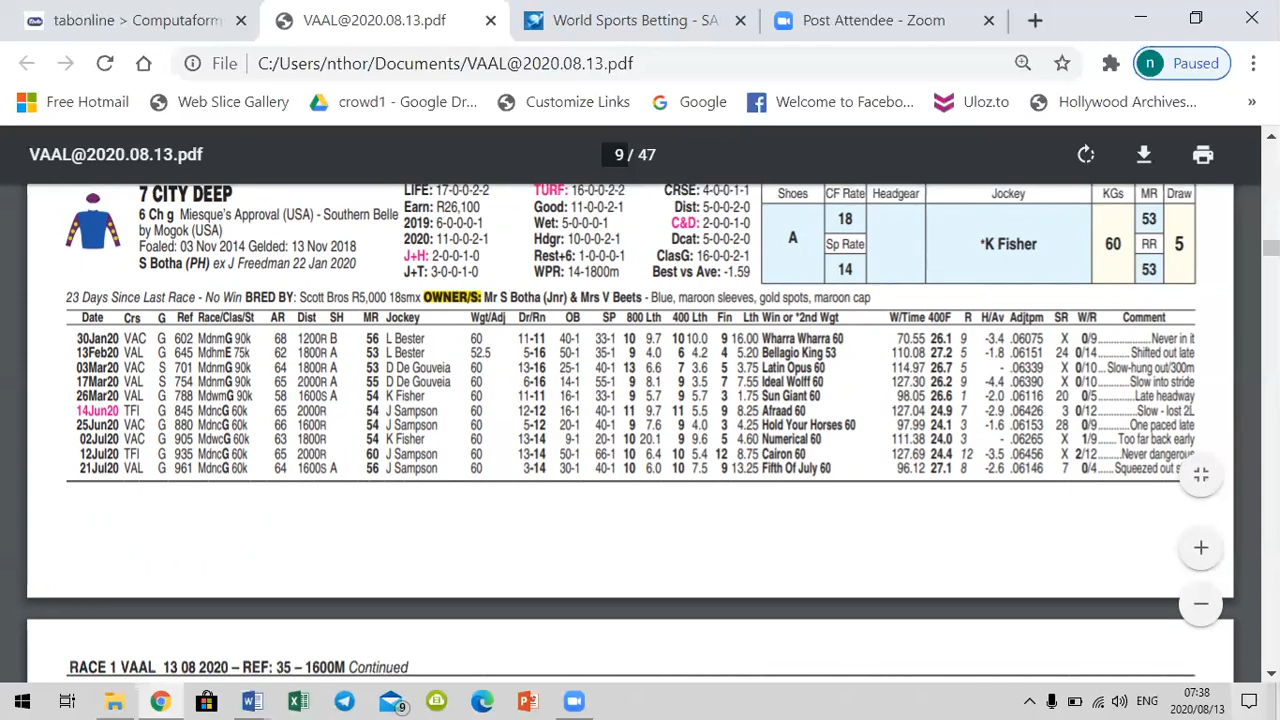 tabonline > Computaform
VAAL@2020.08.13.pdf
World Sports Betting - SA
Post Attendee - Zoom
File
C:/Users/nthor/Documents/VAAL@2020.08.13.pdf
n Paused
Free Hotmail
Web Slice Gallery
crowd1 - Google Dr...
Customize Links
Google
Welcome to Facebo...
Uloz.to
Hollywood Archives...
VAAL@2020.08.13.pdf
9 / 47
7 CITY DEEP
6 Ch g Miesque's Approval (USA) - Southern Belle
by Mogok (USA)
Foaled: 03 Nov 2014 Gelded: 13 Nov 2018
S Botha (PH) ex J Freedman 22 Jan 2020
LIFE: 17-0-0-2-2 TURF: 16-0-0-2-2 CRSE: 4-0-0-1-1
Earn: R26,100 Good: 11-0-0-2-1 Dist: 5-0-0-2-0
2019: 6-0-0-0-1 Wet: 5-0-0-0-1 C&D: 2-0-0-1-0
2020: 11-0-0-2-1 Hdgr: 10-0-0-2-1 Dcat: 5-0-0-2-0
J+H: 2-0-0-1-0 Rest+6: 1-0-0-0-1 ClasG: 16-0-0-2-1
J+T: 3-0-0-1-0 WPR: 14-1800m Best vs Ave: -1.59
Shoes CF Rate Headgear Jockey KGs MR Draw
A 18 *K Fisher 60 53 5
Sp Rate RR
14 53
23 Days Since Last Race - No Win BRED BY: Scott Bros R5,000 18smx OWNER/S: Mr S Botha (Jnr) & Mrs V Beets - Blue, maroon sleeves, gold spots, maroon cap
Date Crs G Ref Race/Clas/St AR Dist SH MR Jockey Wgt/Adj Dr/Rn OB SP 800 Lth 400 Lth Fin Lth Win or *2nd Wgt W/Time 400F R H/Av Adjtpm SR W/R Comment
30Jan20 VAC G 602 MdnmG 90k 68 1200R B 56 L Bester 60 11-11 40-1 33-1 10 9.7 10 10.0 9 16.00 Wharra Wharra 60 70.55 26.1 9 -3.4 .06075 X 0/9 ..........Never in it
13Feb20 VAL G 645 MdmE 75k 62 1800R A 53 L Bester 52.5 5-16 50-1 35-1 9 4.0 6 4.2 4 5.20 Bellagio King 53 110.08 27.2 5 -1.8 .06151 24 0/14 ......Shifted out late
03Mar20 VAC S 701 MdnmG 90k 64 1800R A 53 D De Gouveia 60 13-16 25-1 40-1 13 6.6 7 3.6 5 3.75 Latin Opus 60 114.97 26.7 5 - .06339 X 0/10 ...Slow-hung out/300m
17Mar20 VAL S 754 MdnmG 90k 65 2000R A 55 D De Gouveia 60 6-16 14-1 55-1 9 8.1 9 3.5 7 7.55 Ideal Wolff 60 127.30 26.2 9 -4.4 .06390 X 0/10 ......Slow into stride
26Mar20 VAL G 788 MdwmG 90k 58 1600S A 54 K Fisher 60 11-11 16-1 33-1 9 5.7 9 5.7 3 1.75 Sun Giant 60 98.05 26.6 1 -2.0 .06116 20 0/5 ..........Late headway
14Jun20 TFI G 845 MdncG 60k 65 2000R 54 J Sampson 60 12-12 16-1 40-1 11 9.7 11 5.5 9 8.25 Afraad 60 127.04 24.9 7 -2.9 .06426 3 0/12 ..........Slow - lost 2L
25Jun20 VAC G 880 MdncG 60k 66 1600R 54 J Sampson 60 5-12 20-1 40-1 9 7.6 9 4.0 3 4.25 Hold Your Horses 60 97.99 24.1 3 -1.6 .06153 28 0/9 ........One paced late
02Jul20 VAC G 905 MdwcG 60k 63 1800R A 54 K Fisher 60 13-14 9-1 20-1 10 20.1 9 9.6 5 4.60 Numerical 60 111.38 24.0 3 - .06265 X 1/9 ......Too far back early
12Jul20 TFI G 935 MdncG 60k 65 2000R 54 J Sampson 60 13-14 50-1 66-1 10 6.4 10 5.4 12 8.75 Cairon 60 127.69 24.4 12 -3.5 .06145 X 2/12 ........Never dangerous
21Jul20 VAL G 961 MdncG 60k 64 1600S A 56 J Sampson 60 3-14 30-1 40-1 10 6.0 10 7.5 9 13.25 Fifth Of July 60 96.12 27.1 8 -2.6 .06146 7 0/4 ......Squeezed out
RACE 1 VAAL 13 08 2020 – REF: 35 – 1600M Continued
9
ENG
07:38
2020/08/13